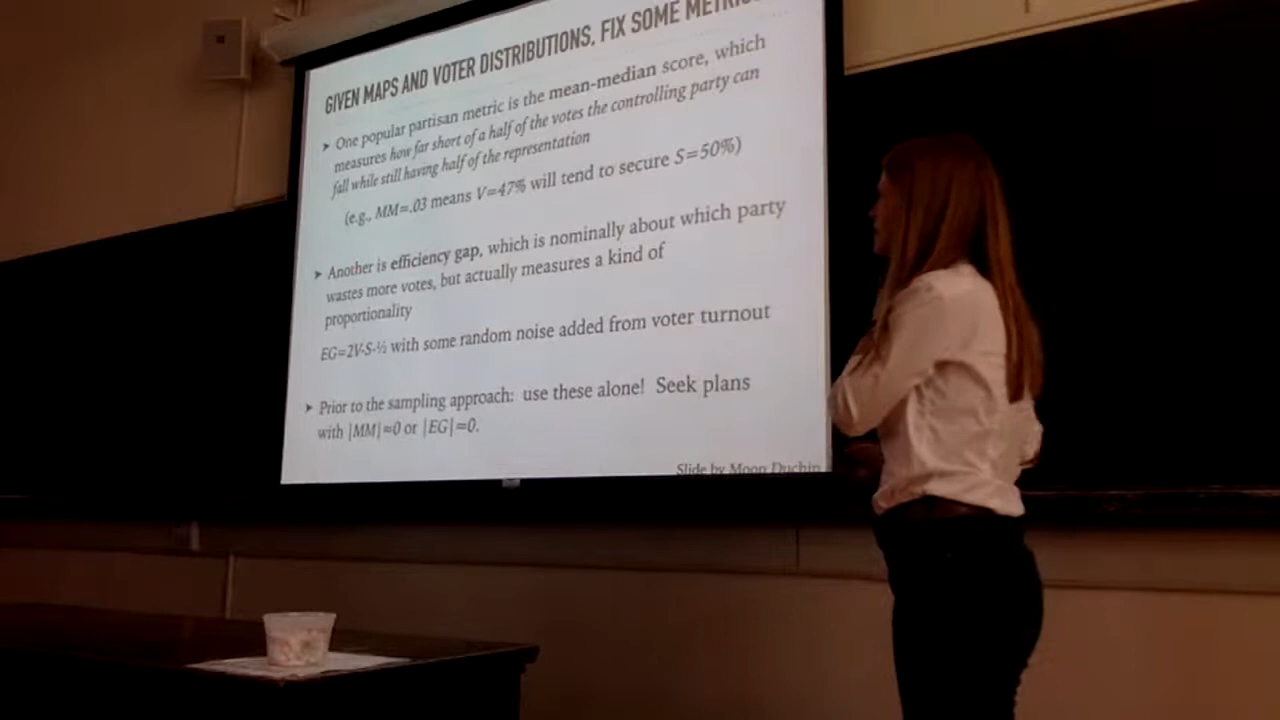 GIVEN MAPS AND VOTER DISTRIBUTIONS, FIX SOME METRICS
➤ One popular partisan metric is the mean-median score, which
measures how far short of a half of the votes the controlling party can
fall while still having half of the representation
(e.g., MM=.03 means V=47% will tend to secure S=50%)
➤ Another is efficiency gap, which is nominally about which party
wastes more votes, but actually measures a kind of
proportionality
EG=2V-S-½ with some random noise added from voter turnout
➤ Prior to the sampling approach: use these alone! Seek plans
with |MM|≈0 or |EG|≈0.
Slide by Moon Duchin